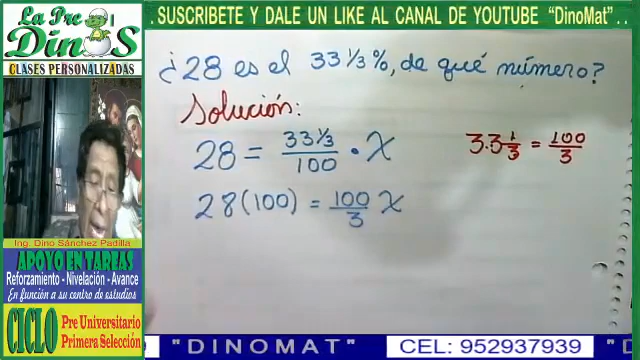 . SUSCRIBETE Y DALE UN LIKE AL CANAL DE YOUTUBE "DinoMat" .
La Pre
DinoS
CLASES PERSONALIZADAS
¿28 es el 33 1/3 %, de qué número?
Solución:
28 = 33 1/3 / 100 · X
3.3 1/3 = 100/3
28(100) = 100/3 X
Ing. Dino Sánchez Padilla
APOYO EN TAREAS
Reforzamiento - Nivelación - Avance
En función a su centro de estudios
CICLO Pre Universitario
Primera Selección
"DINOMAT" CEL: 952937939 "D